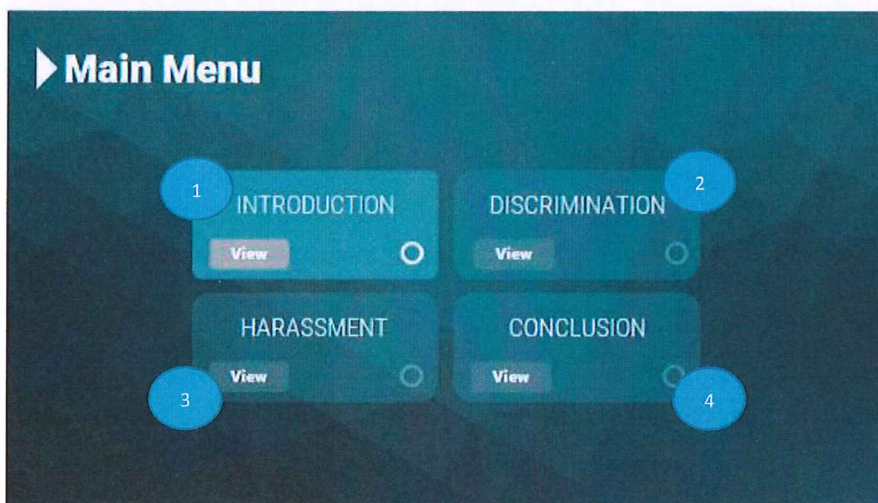 Main Menu
1
INTRODUCTION
View
2
DISCRIMINATION
View
3
HARASSMENT
View
4
CONCLUSION
View